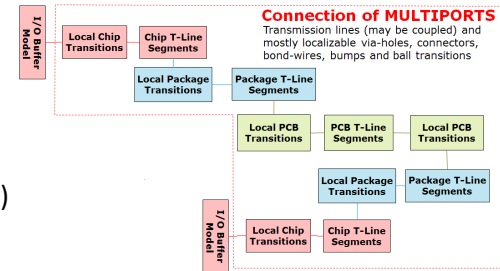 Connection of MULTIPORTS
Transmission lines (may be coupled) and
mostly localizable via-holes, connectors,
bond-wires, bumps and ball transitions
I/O Buffer
Model
Local Chip
Transitions
Chip T-Line
Segments
Local Package
Transitions
Package T-Line
Segments
Local PCB
Transitions
PCB T-Line
Segments
Local PCB
Transitions
Local Package
Transitions
Package T-Line
Segments
)
I/O Buffer
Model
Local Chip
Transitions
Chip T-Line
Segments